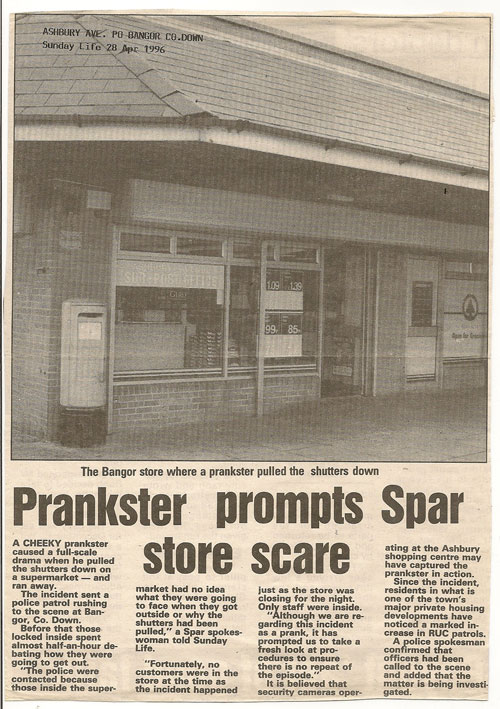 ASHBURY AVE. PO BANGOR CO.DOWN
Sunday Life 28 Apr 1996
1.09 1.39
99 85
The Bangor store where a prankster pulled the shutters down
Prankster prompts Spar
store scare
A CHEEKY prankster
caused a full-scale
drama when he pulled
the shutters down on
a supermarket — and
ran away.
The incident sent a
police patrol rushing
to the scene at Ban-
gor, Co. Down.
Before that those
locked inside spent
almost half-an-hour de-
bating how they were
going to get out.
"The police were
contacted because
those inside the super-
market had no idea
what they were going
to face when they got
outside or why the
shutters had been
pulled," a Spar spokes-
woman told Sunday
Life.
"Fortunately, no
customers were in the
store at the time as
the incident happened
just as the store was
closing for the night.
Only staff were inside.
"Although we are re-
garding this incident
as a prank, it has
prompted us to take a
fresh look at pro-
cedures to ensure
there is no repeat of
the episode."
It is believed that
security cameras oper-
ating at the Ashbury
shopping centre may
have captured the
prankster in action.
Since the incident,
residents in what is
one of the town's
major private housing
developments have
noticed a marked in-
crease in RUC patrols.
A police spokesman
confirmed that
officers had been
called to the scene
and added that the
matter is being investi-
gated.